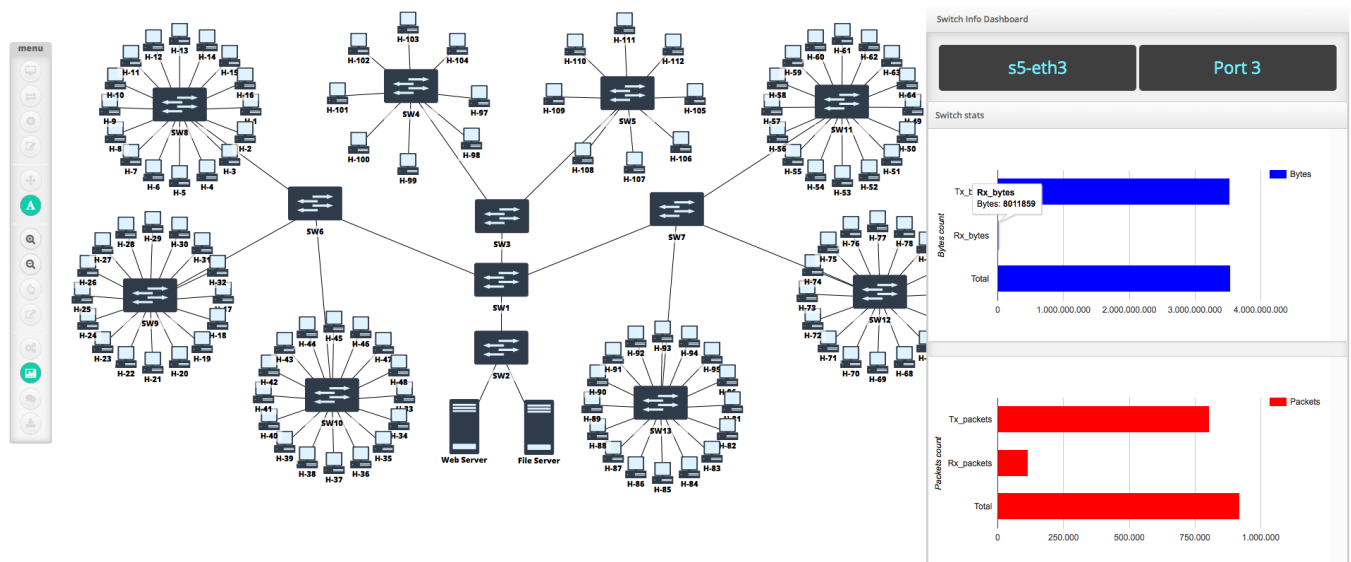 menu
A
H-13
H-12
H-14
H-11
H-15
H-10
H-16
H-9
H-1
SW8
H-8
H-2
H-7
H-3
H-6
H-5
H-4
H-103
H-102
H-104
H-101
H-97
SW4
H-100
H-98
H-99
H-111
H-110
H-112
H-109
H-105
SW5
H-108
H-106
H-107
H-61
H-60
H-62
H-59
H-63
H-58
H-64
H-57
H-49
SW11
H-56
H-50
H-55
H-51
H-54
H-53
H-52
SW6
SW3
SW7
SW1
SW2
H-29
H-28
H-30
H-27
H-31
H-26
H-32
H-25
H-17
SW9
H-24
H-18
H-23
H-19
H-22
H-21
H-20
H-77
H-76
H-78
H-75
H-74
H-73
SW12
H-72
H-71
H-70
H-69
H-68
H-45
H-44
H-46
H-43
H-47
H-42
H-48
H-41
H-33
SW10
H-40
H-34
H-39
H-35
H-38
H-37
H-36
Web Server
File Server
H-93
H-92
H-94
H-91
H-95
H-90
H-96
H-89
H-81
SW13
H-88
H-82
H-87
H-83
H-86
H-85
H-84
Switch Info Dashboard
s5-eth3
Port 3
Switch stats
Bytes
Bytes count
Tx_b
Rx_bytes
Bytes: 8011859
Rx_bytes
Total
0
1.000.000.000
2.000.000.000
3.000.000.000
4.000.000.000
Packets
Packets count
Tx_packets
Rx_packets
Total
0
250.000
500.000
750.000
1.000.000